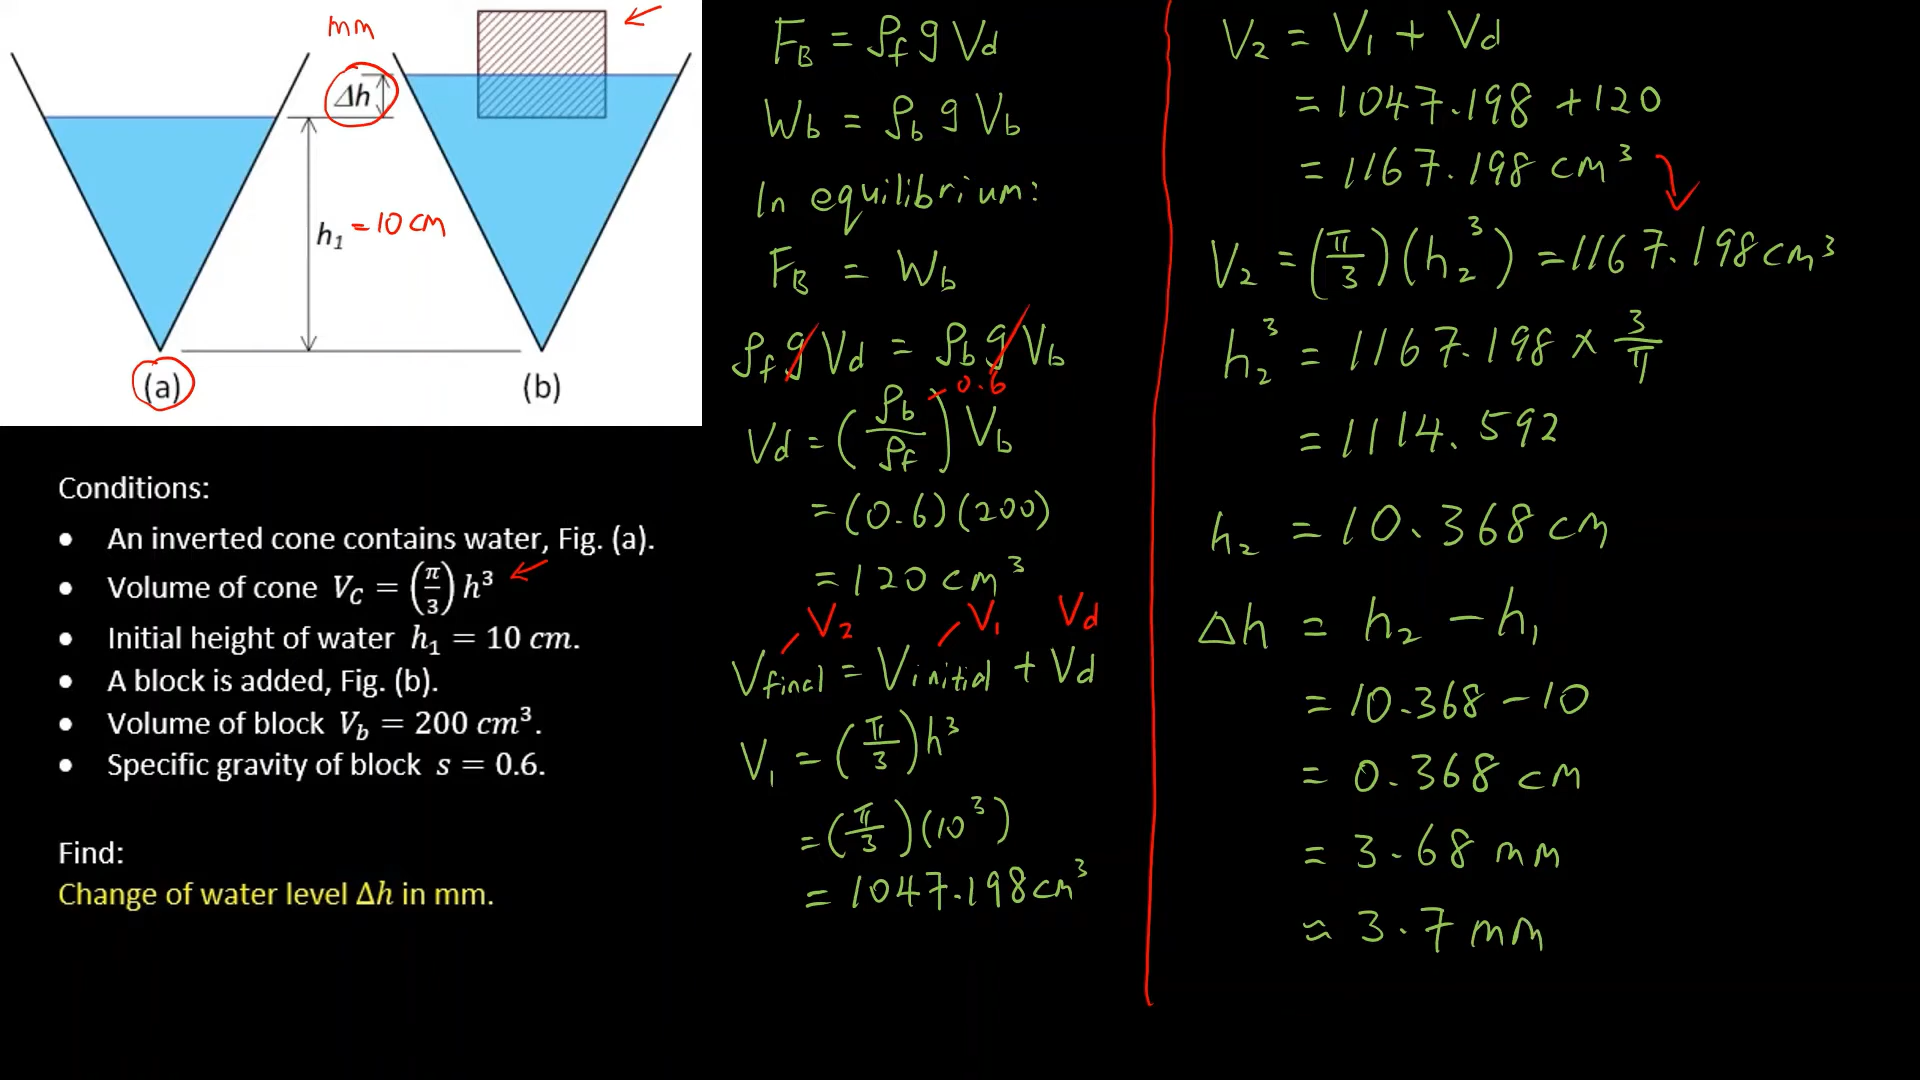 mm
Δh
h₁ = 10 cm
(a)
(b)
Conditions:
• An inverted cone contains water, Fig. (a).
• Volume of cone V_C = (π/3) h³
• Initial height of water h₁ = 10 cm.
• A block is added, Fig. (b).
• Volume of block V_b = 200 cm³.
• Specific gravity of block s = 0.6.
Find:
Change of water level Δh in mm.
F_B = ρ_f g V_d
W_b = ρ_b g V_b
In equilibrium:
F_B = W_b
ρ_f g V_d = ρ_b g V_b
0.6
V_d = (ρ_b/ρ_f) V_b
= (0.6)(200)
= 120 cm³
V₂ V₁ V_d
V_final = V_initial + V_d
V₁ = (π/3) h³
= (π/3)(10³)
= 1047.198 cm³
V₂ = V₁ + V_d
= 1047.198 + 120
= 1167.198 cm³
V₂ = (π/3)(h₂³) = 1167.198 cm³
h₂³ = 1167.198 × 3/π
= 1114.592
h₂ = 10.368 cm
Δh = h₂ − h₁
= 10.368 − 10
= 0.368 cm
= 3.68 mm
≈ 3.7 mm